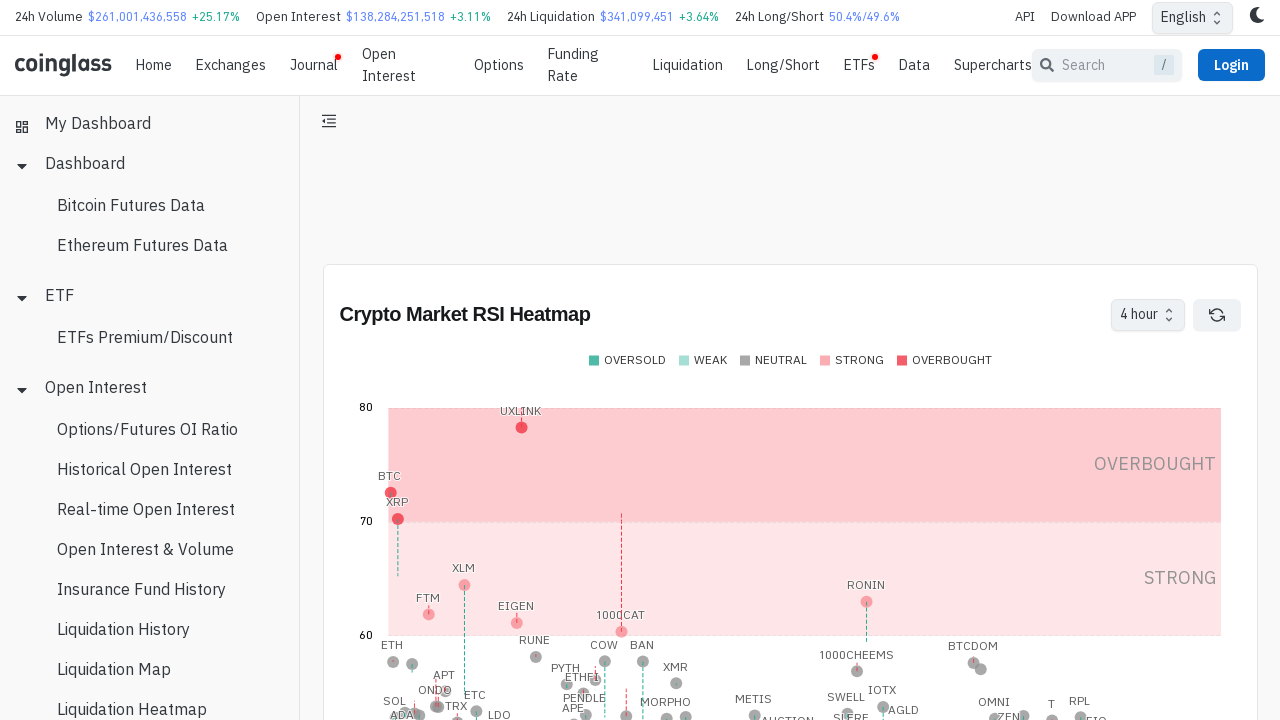 24h Volume $261,001,436,558 +25.17% Open Interest $138,284,251,518 +3.11% 24h Liquidation $341,099,451 +3.64% 24h Long/Short 50.4%/49.6% API Download APP English
coinglass Home Exchanges Journal Open Interest Options Funding Rate Liquidation Long/Short ETFs Data Supercharts Search / Login
My Dashboard
Dashboard
Bitcoin Futures Data
Ethereum Futures Data
ETF
ETFs Premium/Discount
Open Interest
Options/Futures OI Ratio
Historical Open Interest
Real-time Open Interest
Open Interest & Volume
Insurance Fund History
Liquidation History
Liquidation Map
Liquidation Heatmap
Crypto Market RSI Heatmap 4 hour
OVERSOLD WEAK NEUTRAL STRONG OVERBOUGHT
80
UXLINK
OVERBOUGHT
BTC
XRP
70
XLM
STRONG
RONIN
FTM
EIGEN
1000CAT
60
RUNE
ETH
COW
BAN
BTCDOM
1000CHEEMS
PYTH
XMR
APT
ETHFI
ONDO
ETC
PENDLE
SWELL
IOTX
SOL
TRX
APE
MORPHO
METIS
OMNI
T
RPL
ADA
LDO
AGLD
ZEN
AUCTION
SLERF